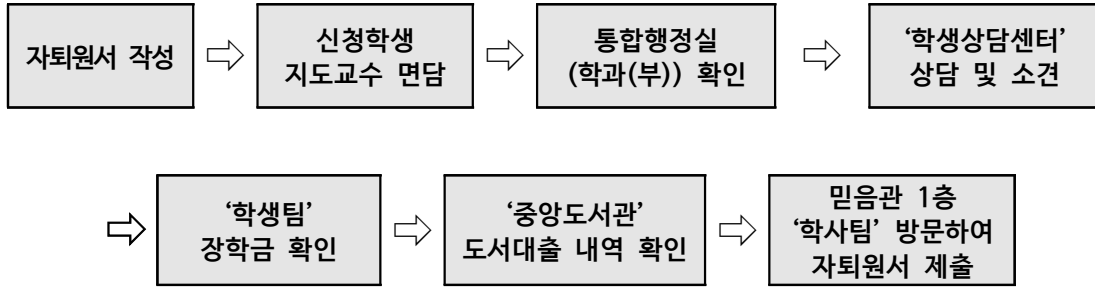 자퇴원서 작성
신청학생
지도교수 면담
통합행정실
(학과(부)) 확인
‘학생상담센터’
상담 및 소견
‘학생팀’
장학금 확인
‘중앙도서관’
도서대출 내역 확인
믿음관 1층
‘학사팀’ 방문하여
자퇴원서 제출